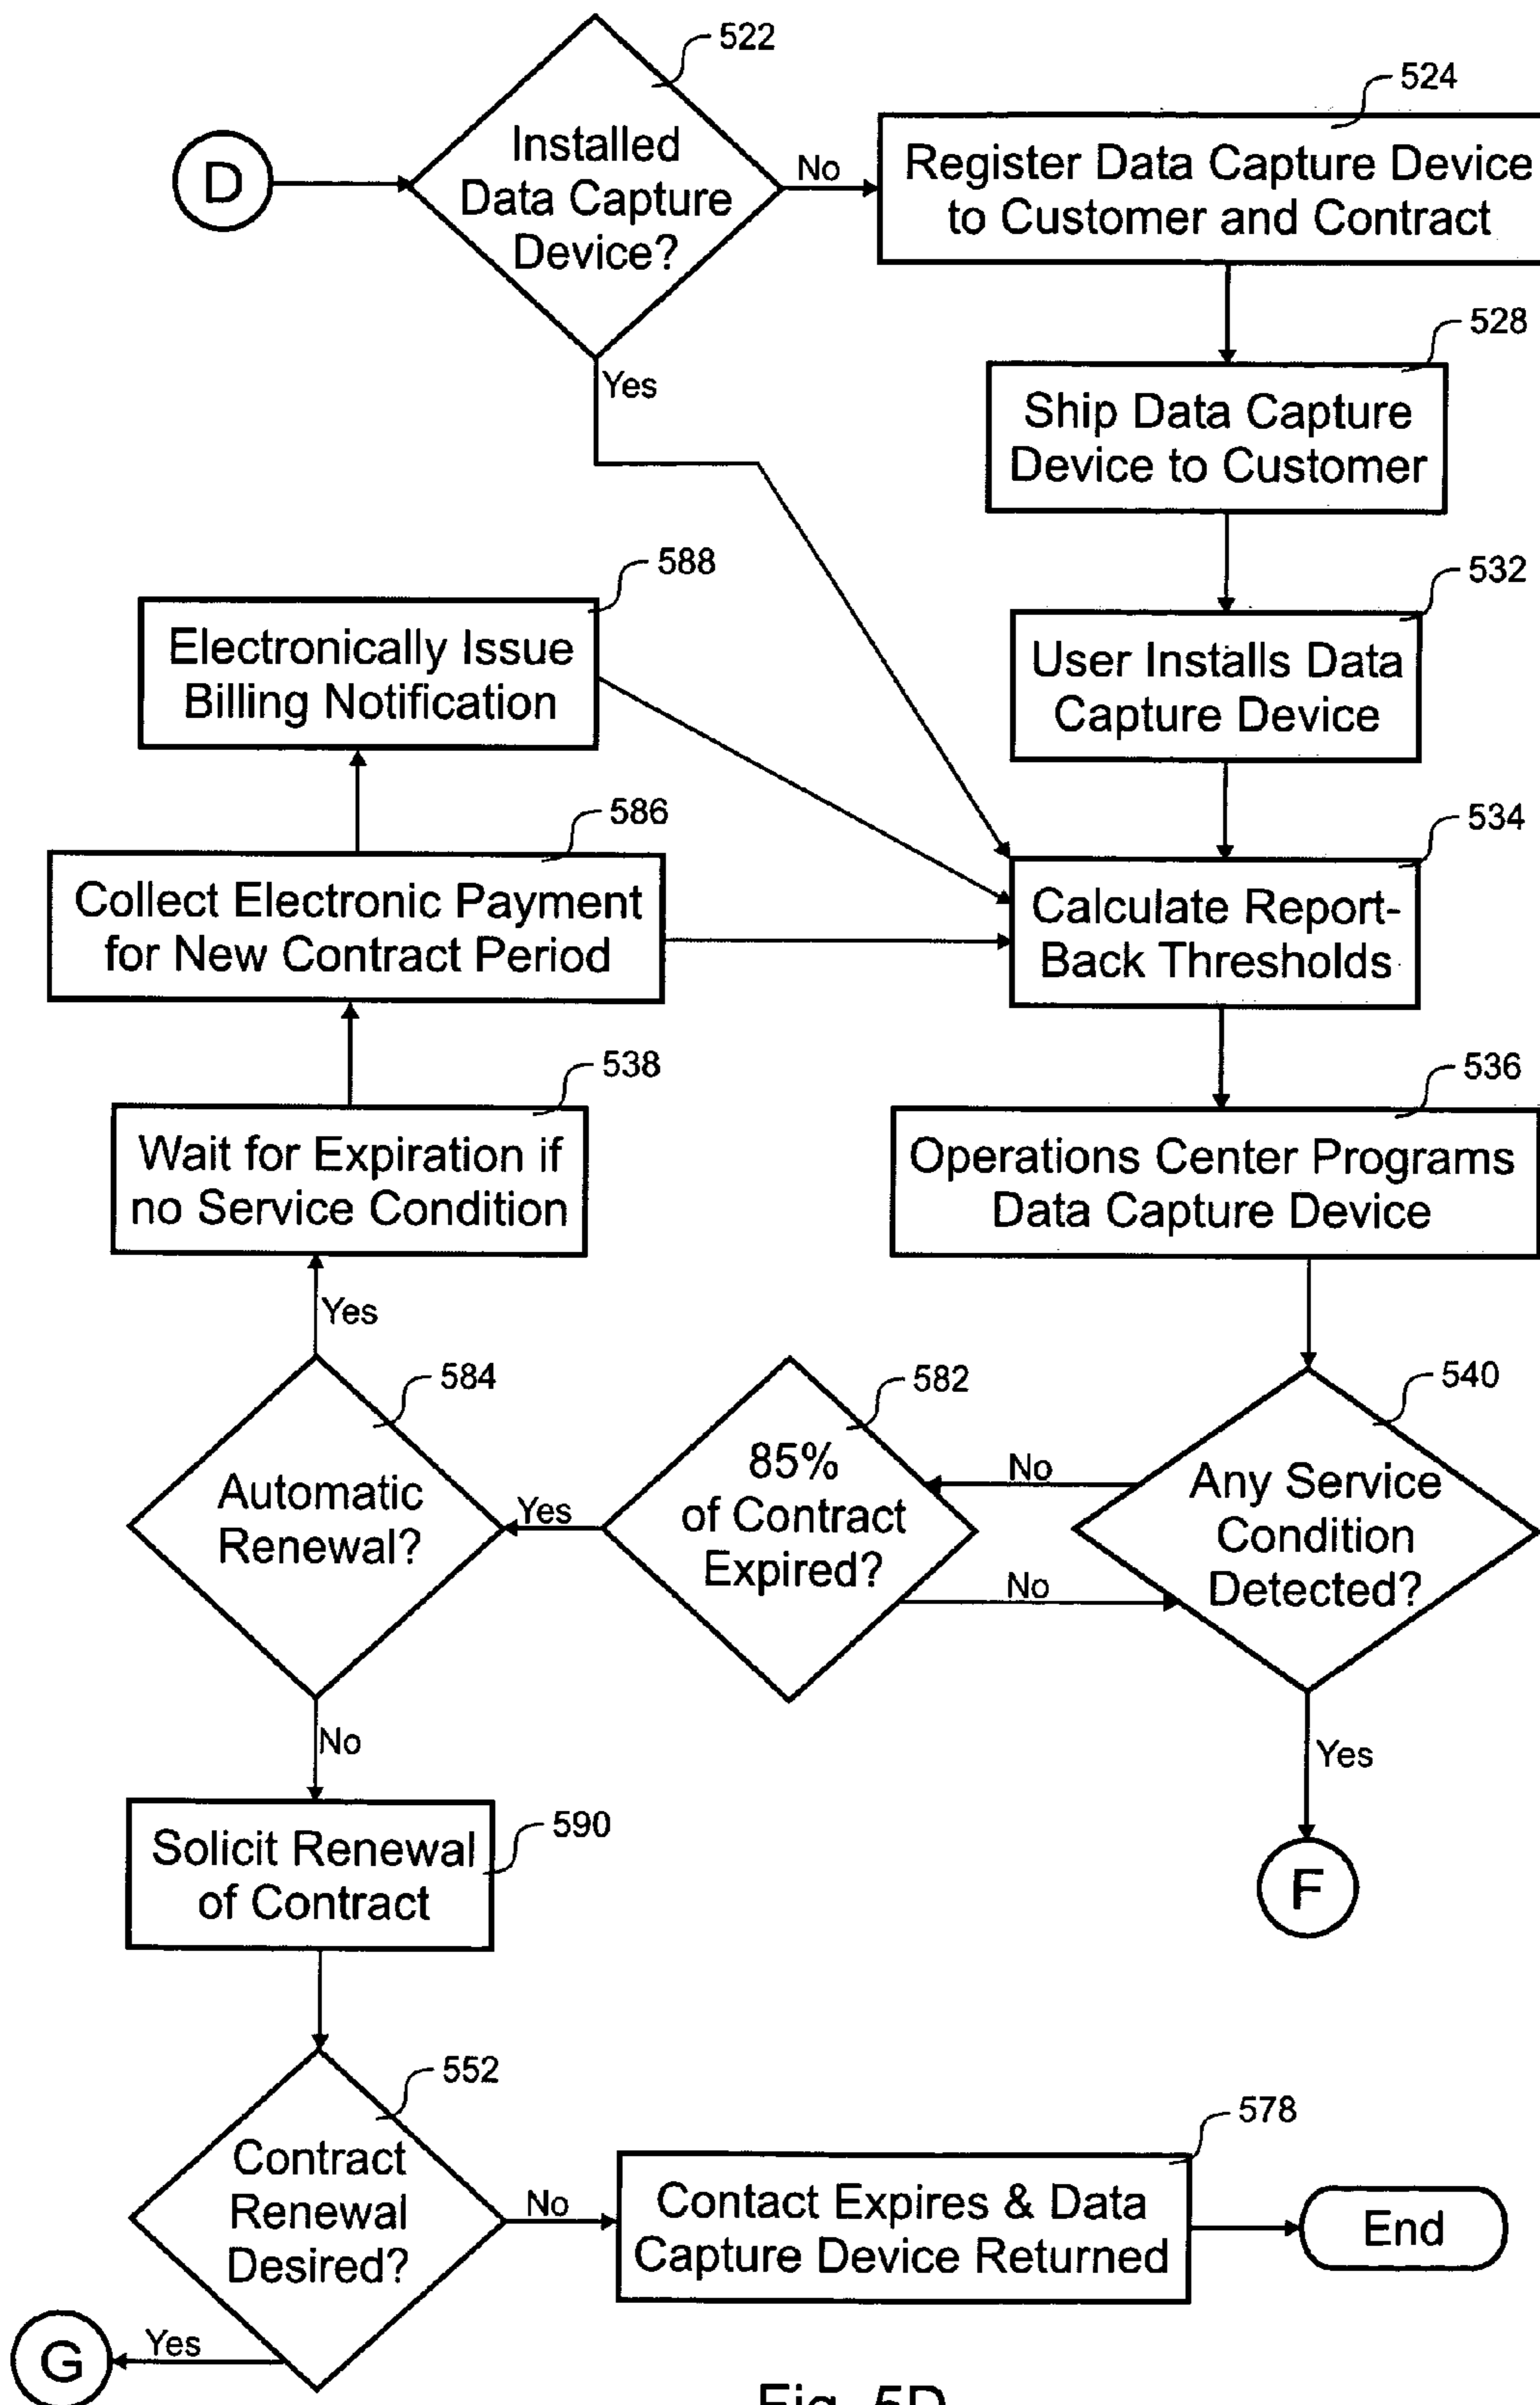 522
524
D
Installed
Data Capture
Device?
No
Register Data Capture Device
to Customer and Contract
Yes
528
Ship Data Capture
Device to Customer
588
Electronically Issue
Billing Notification
532
User Installs Data
Capture Device
586
Collect Electronic Payment
for New Contract Period
534
Calculate Report-
Back Thresholds
538
Wait for Expiration if
no Service Condition
536
Operations Center Programs
Data Capture Device
Yes
584
Automatic
Renewal?
Yes
582
85%
of Contract
Expired?
No
No
540
Any Service
Condition
Detected?
No
Yes
590
Solicit Renewal
of Contract
F
552
Contract
Renewal
Desired?
No
578
Contact Expires & Data
Capture Device Returned
End
G
Yes
Fig. 5D